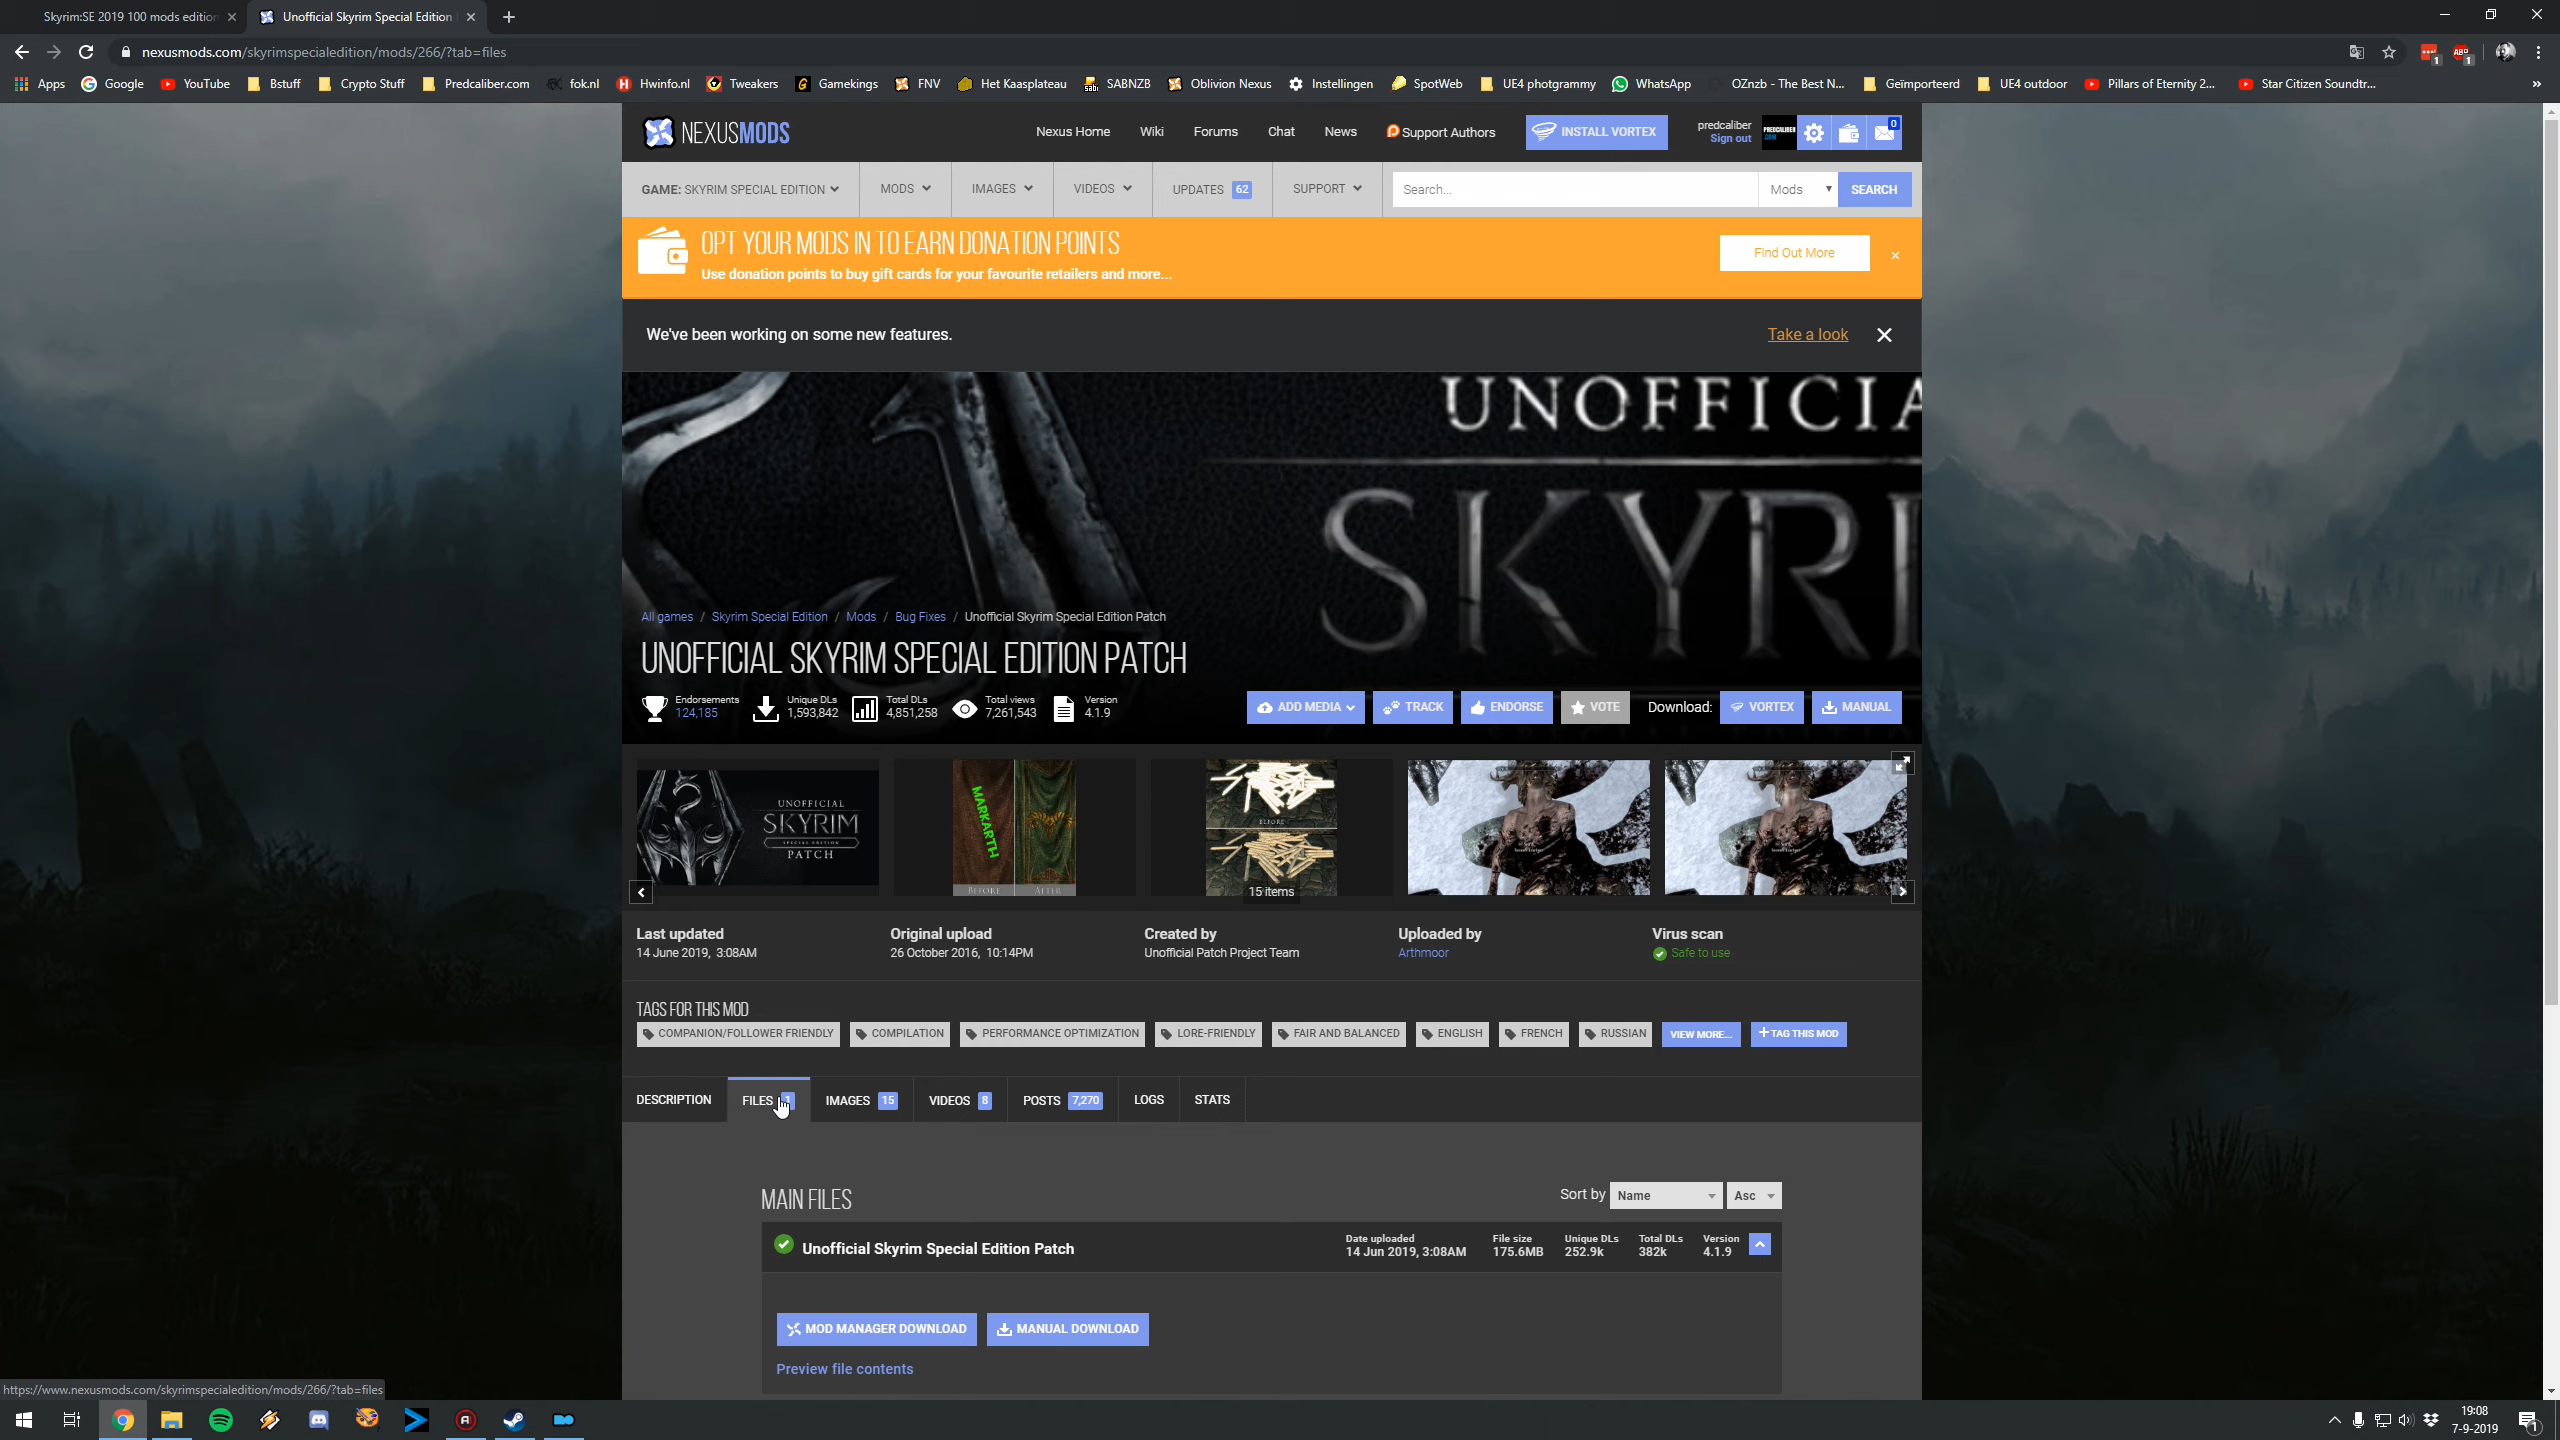 Skyrim:SE 2019 100 mods edition
Unofficial Skyrim Special Edition
nexusmods.com/skyrimspecialedition/mods/266/?tab=files
Apps Google YouTube Bstuff Crypto Stuff Predcaliber.com fok.nl Hwinfo.nl Tweakers Gamekings FNV Het Kaasplateau SABNZB Oblivion Nexus Instellingen SpotWeb UE4 photgrammy WhatsApp OZnzb - The Best N... Geïmporteerd UE4 outdoor Pillars of Eternity 2... Star Citizen Soundtr... »
NEXUSMODS Nexus Home Wiki Forums Chat News Support Authors INSTALL VORTEX predcaliber 0
Sign out
GAME: SKYRIM SPECIAL EDITION MODS IMAGES VIDEOS UPDATES 62 SUPPORT Search... Mods SEARCH
OPT YOUR MODS IN TO EARN DONATION POINTS
Use donation points to buy gift cards for your favourite retailers and more...
Find Out More
We've been working on some new features. Take a look
UNOFFICIA
SKYRI
All games / Skyrim Special Edition / Mods / Bug Fixes / Unofficial Skyrim Special Edition Patch
UNOFFICIAL SKYRIM SPECIAL EDITION PATCH
Endorsements Unique DLs Total DLs Total views Version
124,185 1,593,842 4,851,258 7,261,543 4.1.9
ADD MEDIA TRACK ENDORSE VOTE Download: VORTEX MANUAL
UNOFFICIAL
SKYRIM
SPECIAL EDITION
PATCH
MARKARTH
BEFORE AFTER
BEFORE
15 items
Last updated Original upload Created by Uploaded by Virus scan
14 June 2019, 3:08AM 26 October 2016, 10:14PM Unofficial Patch Project Team Arthmoor Safe to use
TAGS FOR THIS MOD
COMPANION/FOLLOWER FRIENDLY COMPILATION PERFORMANCE OPTIMIZATION LORE-FRIENDLY FAIR AND BALANCED ENGLISH FRENCH RUSSIAN VIEW MORE... +TAG THIS MOD
DESCRIPTION FILES 1 IMAGES 15 VIDEOS 8 POSTS 7,270 LOGS STATS
MAIN FILES Sort by Name Asc
Unofficial Skyrim Special Edition Patch
Date uploaded File size Unique DLs Total DLs Version
14 Jun 2019, 3:08AM 175.6MB 252.9k 382k 4.1.9
MOD MANAGER DOWNLOAD MANUAL DOWNLOAD
Preview file contents
https://www.nexusmods.com/skyrimspecialedition/mods/266/?tab=files
19:08
7-9-2019